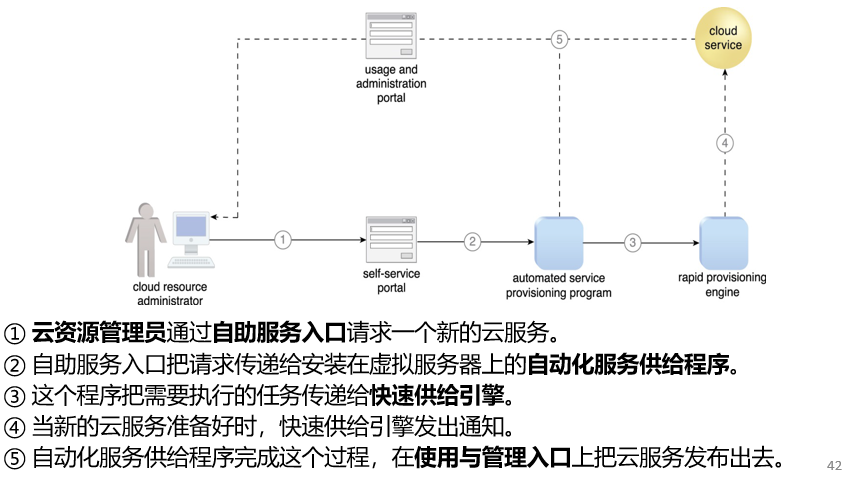 cloud
service
5
usage and
administration
portal
4
1
2
3
cloud resource
administrator
self-service
portal
automated service
provisioning program
rapid provisioning
engine
① 云资源管理员通过自助服务入口请求一个新的云服务。
② 自助服务入口把请求传递给安装在虚拟服务器上的自动化服务供给程序。
③ 这个程序把需要执行的任务传递给快速供给引擎。
④ 当新的云服务准备好时，快速供给引擎发出通知。
⑤ 自动化服务供给程序完成这个过程，在使用与管理入口上把云服务发布出去。
42